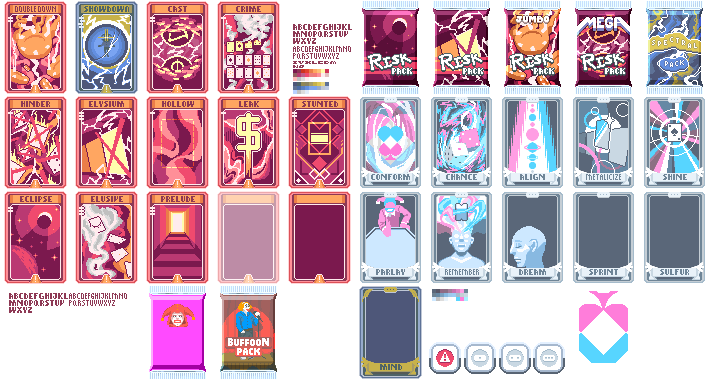 DOUBLEDOWN
SHOWDOWN
CAST
CRIME
ABCDEFGHIJKL
MNOPQRSTUV
WXYZ
ABCDEFGHIJKL
MNO
PQRSTUVWXYZ
RISK
PACK
RISK
PACK
JUMBO
RISK
PACK
MEGA
RISK
PACK
SPECTRAL
PACK
HINDER
ELYSIUM
HOLLOW
LEAK
STUNTED
CONFORM
CHANCE
ALIGN
METALICIZE
SHINE
ECLIPSE
ELUSIVE
PRELUDE
PARLAY
REMEMBER
DREAM
SPRINT
SULFUR
ABCDEFGHIJKLABCDEFGHIJKLMNO
MNOPQRSTUV PQRSTUVWXYZ
WXYZ
BUFFOON
PACK
MIND